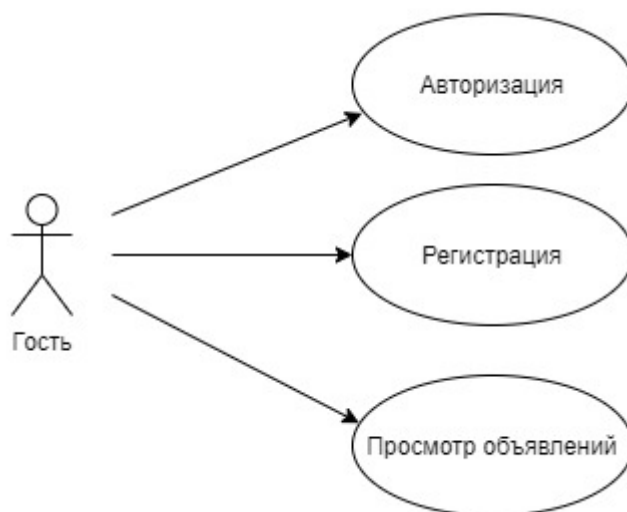 Авторизация
Регистрация
Гость
Просмотр объявлений